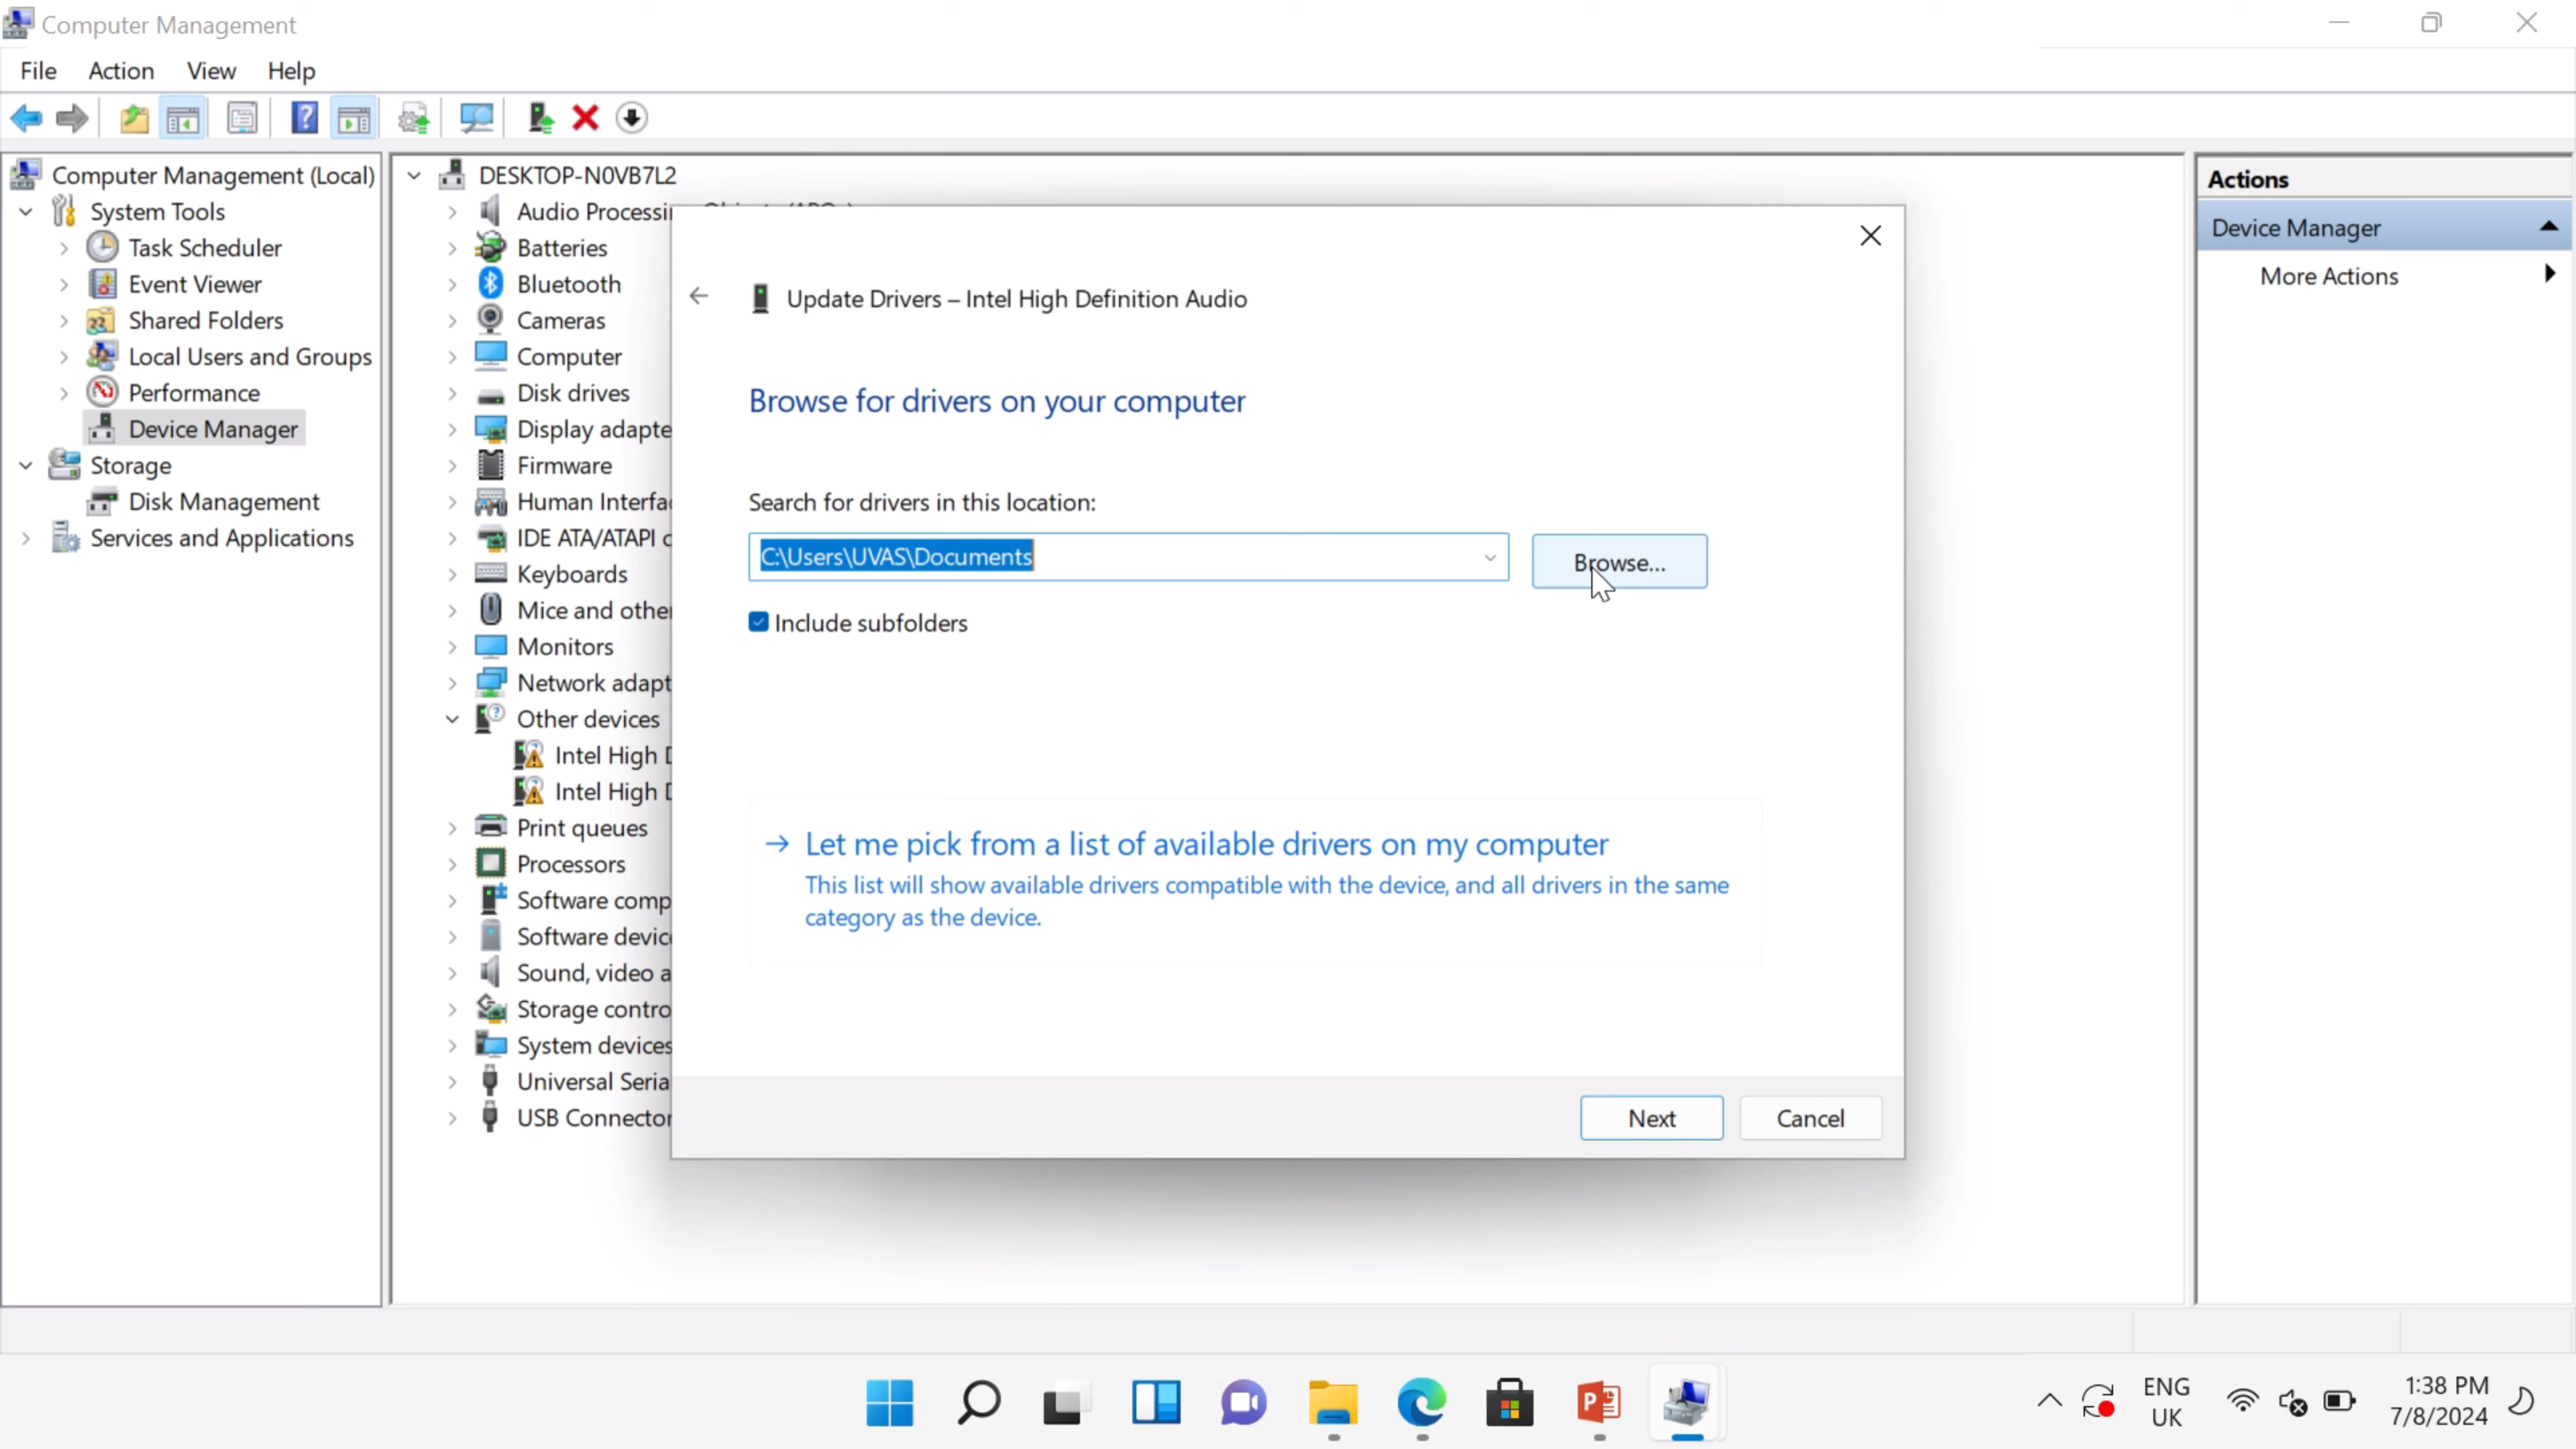 Computer Management
File Action View Help
Computer Management (Local)
System Tools
Task Scheduler
Event Viewer
Shared Folders
Local Users and Groups
Performance
Device Manager
Storage
Disk Management
Services and Applications
DESKTOP-N0VB7L2
Audio Processi
Batteries
Bluetooth
Cameras
Computer
Disk drives
Display adapte
Firmware
Human Interfa
IDE ATA/ATAPI c
Keyboards
Mice and othe
Monitors
Network adapt
Other devices
Intel High D
Intel High D
Print queues
Processors
Software comp
Software devic
Sound, video a
Storage contro
System devices
Universal Seria
USB Connector
Update Drivers – Intel High Definition Audio
Browse for drivers on your computer
Search for drivers in this location:
C:\Users\UVAS\Documents
Browse...
Include subfolders
Let me pick from a list of available drivers on my computer
This list will show available drivers compatible with the device, and all drivers in the same
category as the device.
Next Cancel
Actions
Device Manager
More Actions
ENG
UK
1:38 PM
7/8/2024